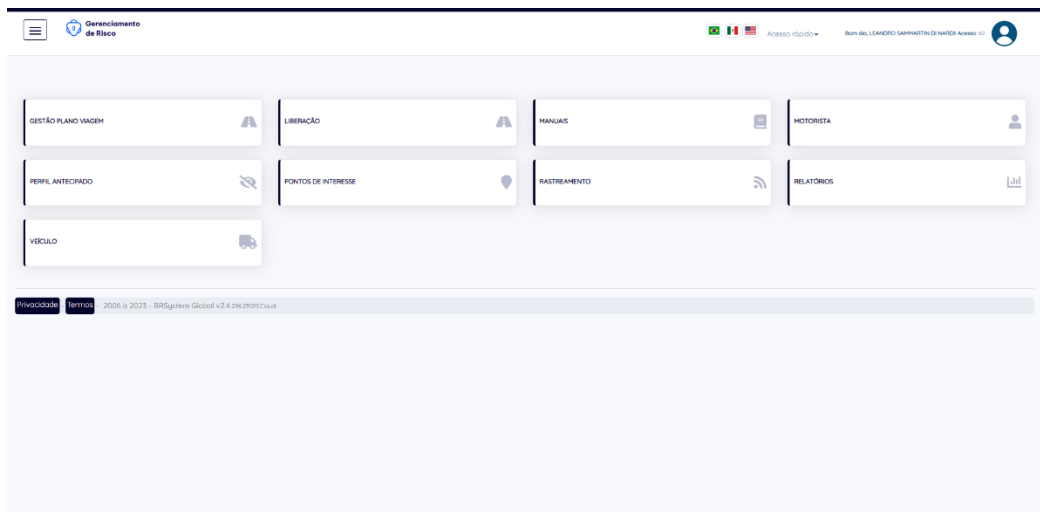 Gerenciamento
de Risco
Acesso rápido
Bom dia, LEANDRO SAMMARTIN DI NARDI! Acesso: 43
GESTÃO PLANO VIAGEM
LIBERAÇÃO
MANUAIS
MOTORISTA
PERFIL ANTECIPADO
PONTOS DE INTERESSE
RASTREAMENTO
RELATÓRIOS
VEÍCULO
Privacidade Termos - 2006 à 2023 - BRSystem Global